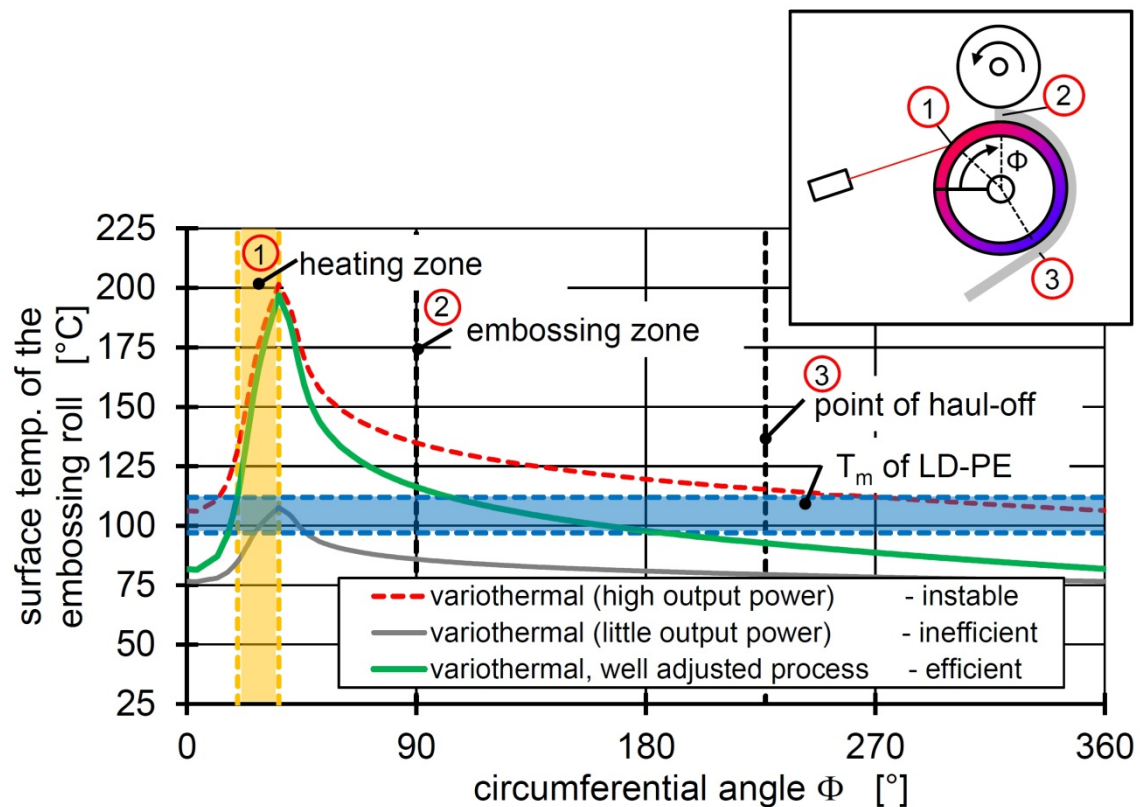 1
2
Φ
3
225
200
175
150
125
100
75
50
25
surface temp. of the
embossing roll [°C]
1
heating zone
2
embossing zone
3
point of haul-off
Tm of LD-PE
variothermal (high output power) - instable
variothermal (little output power) - inefficient
variothermal, well adjusted process - efficient
0 90 180 270 360
circumferential angle Φ [°]